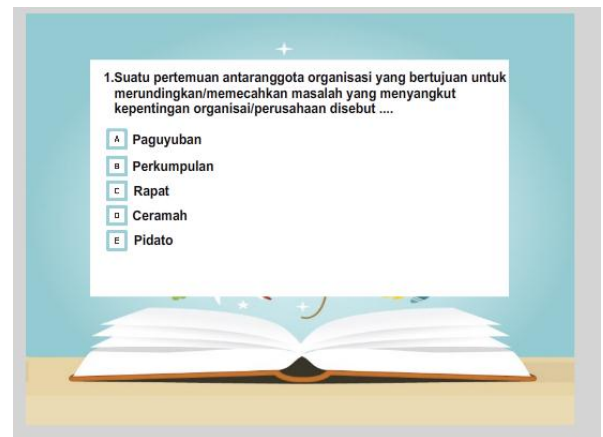 1.Suatu pertemuan antaranggota organisasi yang bertujuan untuk
merundingkan/memecahkan masalah yang menyangkut
kepentingan organisai/perusahaan disebut ....
A Paguyuban
B Perkumpulan
C Rapat
D Ceramah
E Pidato